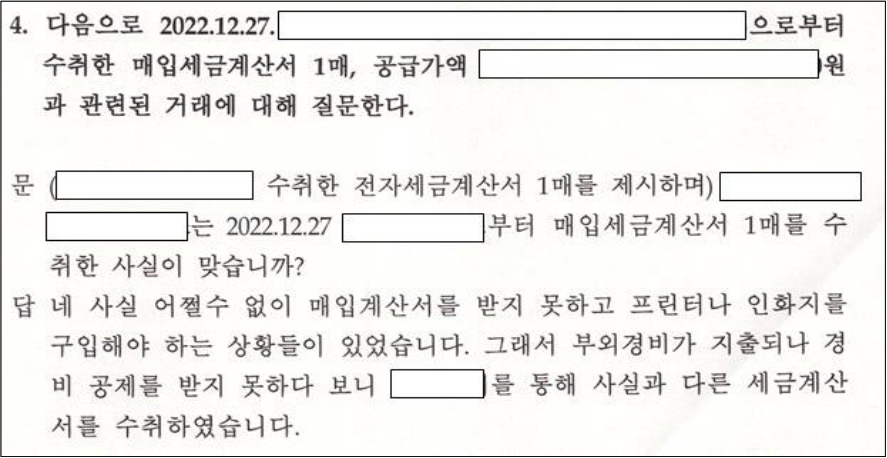 4. 다음으로 2022.12.27. 으로부터
수취한 매입세금계산서 1매, 공급가액 원
과 관련된 거래에 대해 질문한다.
문 ( 수취한 전자세금계산서 1매를 제시하며)
는 2022.12.27 부터 매입세금계산서 1매를 수
취한 사실이 맞습니까?
답 네 사실 어쩔수 없이 매입계산서를 받지 못하고 프린터나 인화지를
구입해야 하는 상황들이 있었습니다. 그래서 부외경비가 지출되나 경
비 공제를 받지 못하다 보니 를 통해 사실과 다른 세금계산
서를 수취하였습니다.